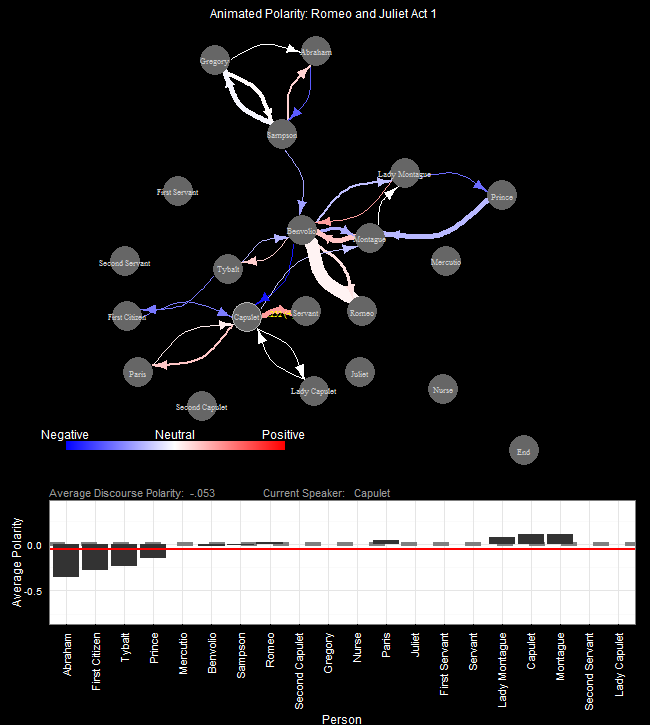 Animated Polarity: Romeo and Juliet Act 1
Gregory
Abraham
Sampson
Lady Montague
First Servant
Prince
Benvolio
Montague
Second Servant
Tybalt
Mercutio
First Citizen
Capulet
Servant
Romeo
Paris
Juliet
Lady Capulet
Nurse
Second Capulet
Negative Neutral Positive
End
Average Discourse Polarity: -.053 Current Speaker: Capulet
Average Polarity
0.0
-0.5
Abraham
First Citizen
Tybalt
Prince
Mercutio
Benvolio
Sampson
Romeo
Second Capulet
Gregory
Nurse
Paris
Juliet
First Servant
Servant
Lady Montague
Capulet
Montague
Second Servant
Lady Capulet
Person